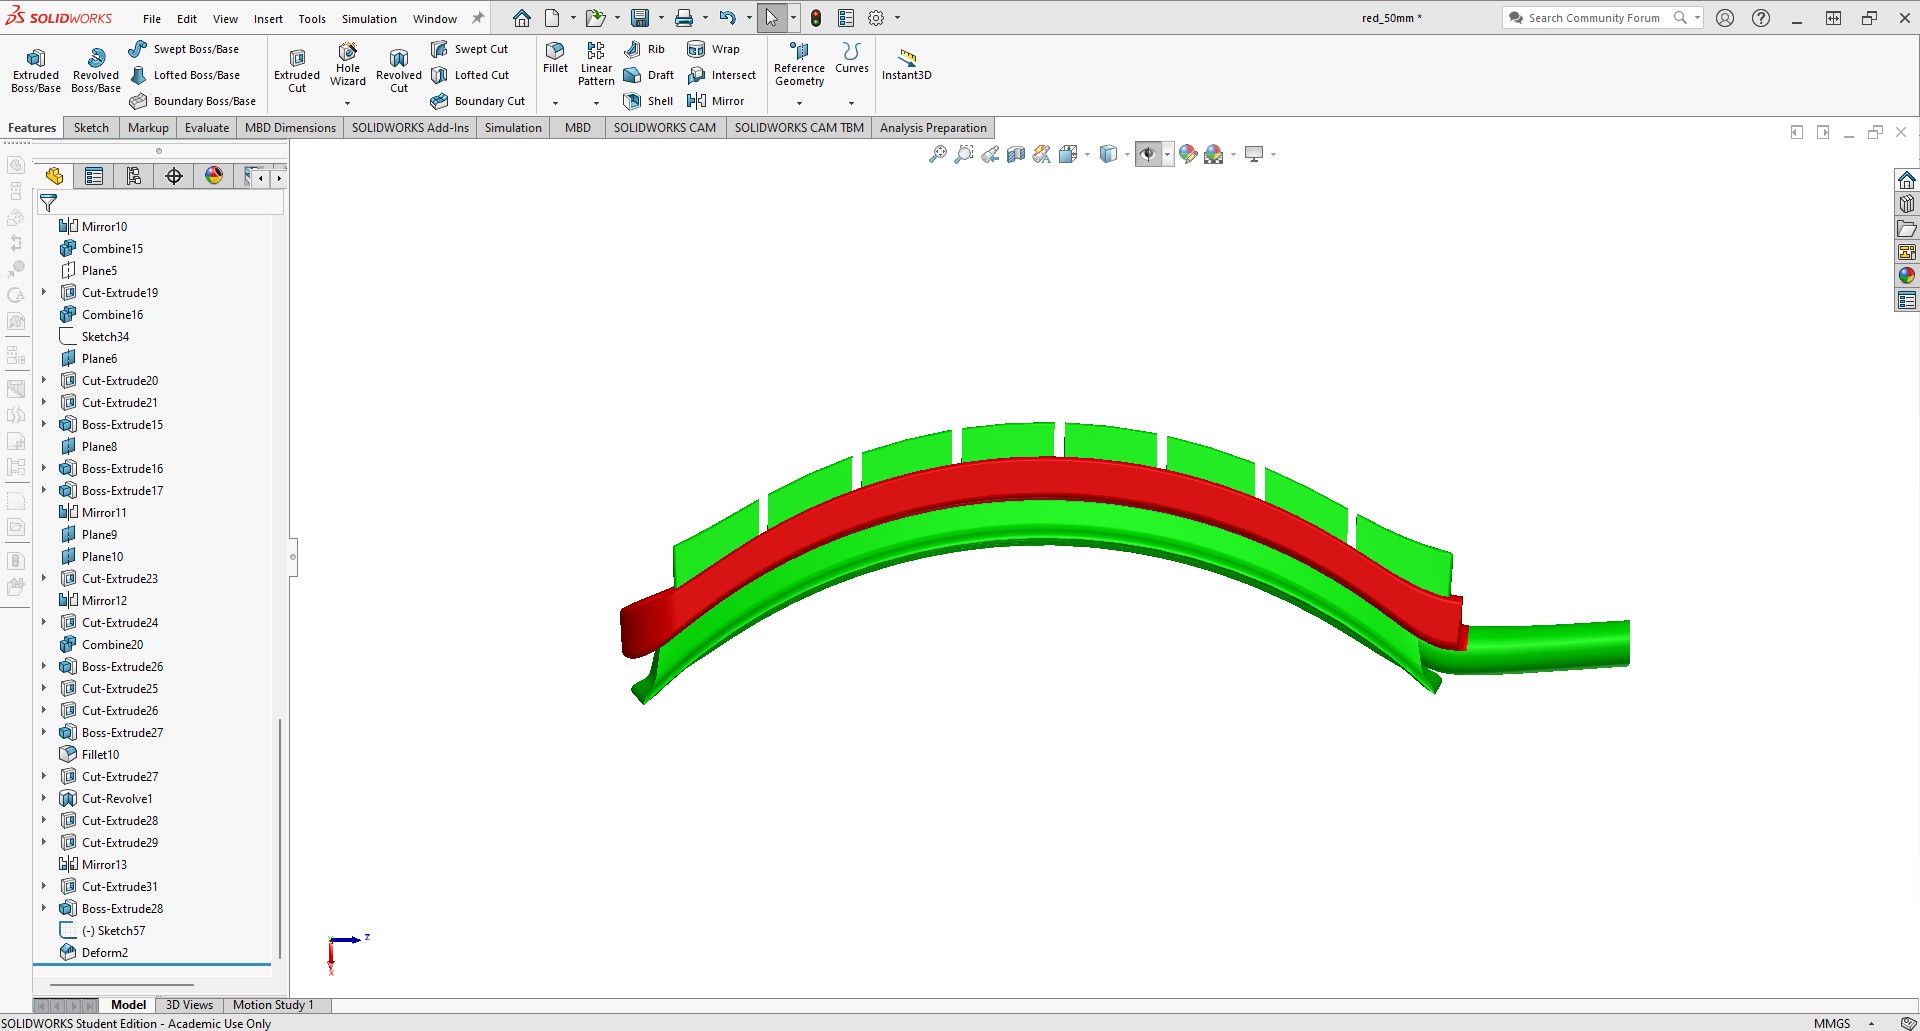 SOLIDWORKS File Edit View Insert Tools Simulation Window red_50mm * Search Community Forum
Extruded Boss/Base
Revolved Boss/Base
Swept Boss/Base
Lofted Boss/Base
Boundary Boss/Base
Extruded Cut
Hole Wizard
Revolved Cut
Swept Cut
Lofted Cut
Boundary Cut
Fillet
Linear Pattern
Rib
Draft
Shell
Wrap
Intersect
Mirror
Reference Geometry
Curves
Instant3D
Features Sketch Markup Evaluate MBD Dimensions SOLIDWORKS Add-Ins Simulation MBD SOLIDWORKS CAM SOLIDWORKS CAM TBM Analysis Preparation
Mirror10
Combine15
Plane5
Cut-Extrude19
Combine16
Sketch34
Plane6
Cut-Extrude20
Cut-Extrude21
Boss-Extrude15
Plane8
Boss-Extrude16
Boss-Extrude17
Mirror11
Plane9
Plane10
Cut-Extrude23
Mirror12
Cut-Extrude24
Combine20
Boss-Extrude26
Cut-Extrude25
Cut-Extrude26
Boss-Extrude27
Fillet10
Cut-Extrude27
Cut-Revolve1
Cut-Extrude28
Cut-Extrude29
Mirror13
Cut-Extrude31
Boss-Extrude28
(-) Sketch57
Deform2
Z
X
Model 3D Views Motion Study 1
SOLIDWORKS Student Edition - Academic Use Only MMGS